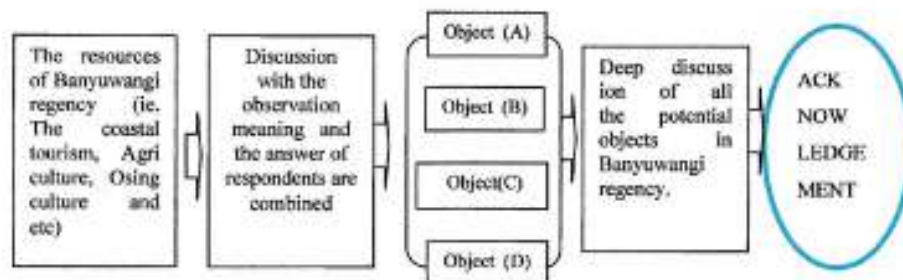 The resources
of Banyuwangi
regency (ie.
The coastal
tourism, Agri
culture, Osing
culture and
etc)
Discussion
with the
observation
meaning and
the answer of
respondents are
combined
Object (A)
Object (B)
Object(C)
Object (D)
Deep discuss
ion of all
the potential
objects in
Banyuwangi
regency.
ACK
NOW
LEDGE
MENT